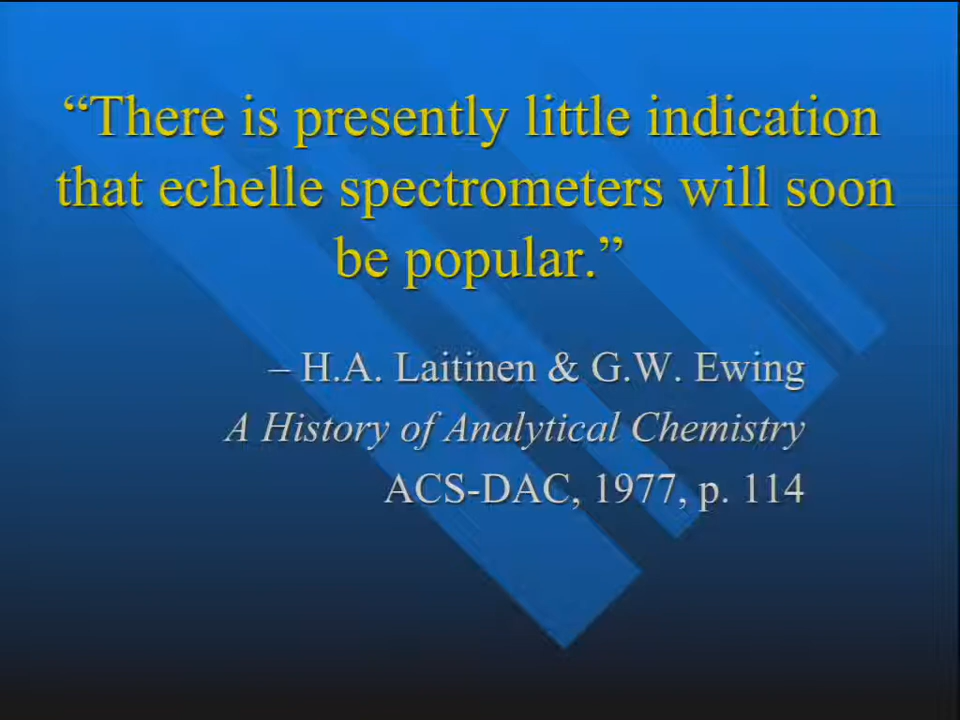 “There is presently little indication
that echelle spectrometers will soon
be popular.”
– H.A. Laitinen & G.W. Ewing
A History of Analytical Chemistry
ACS-DAC, 1977, p. 114